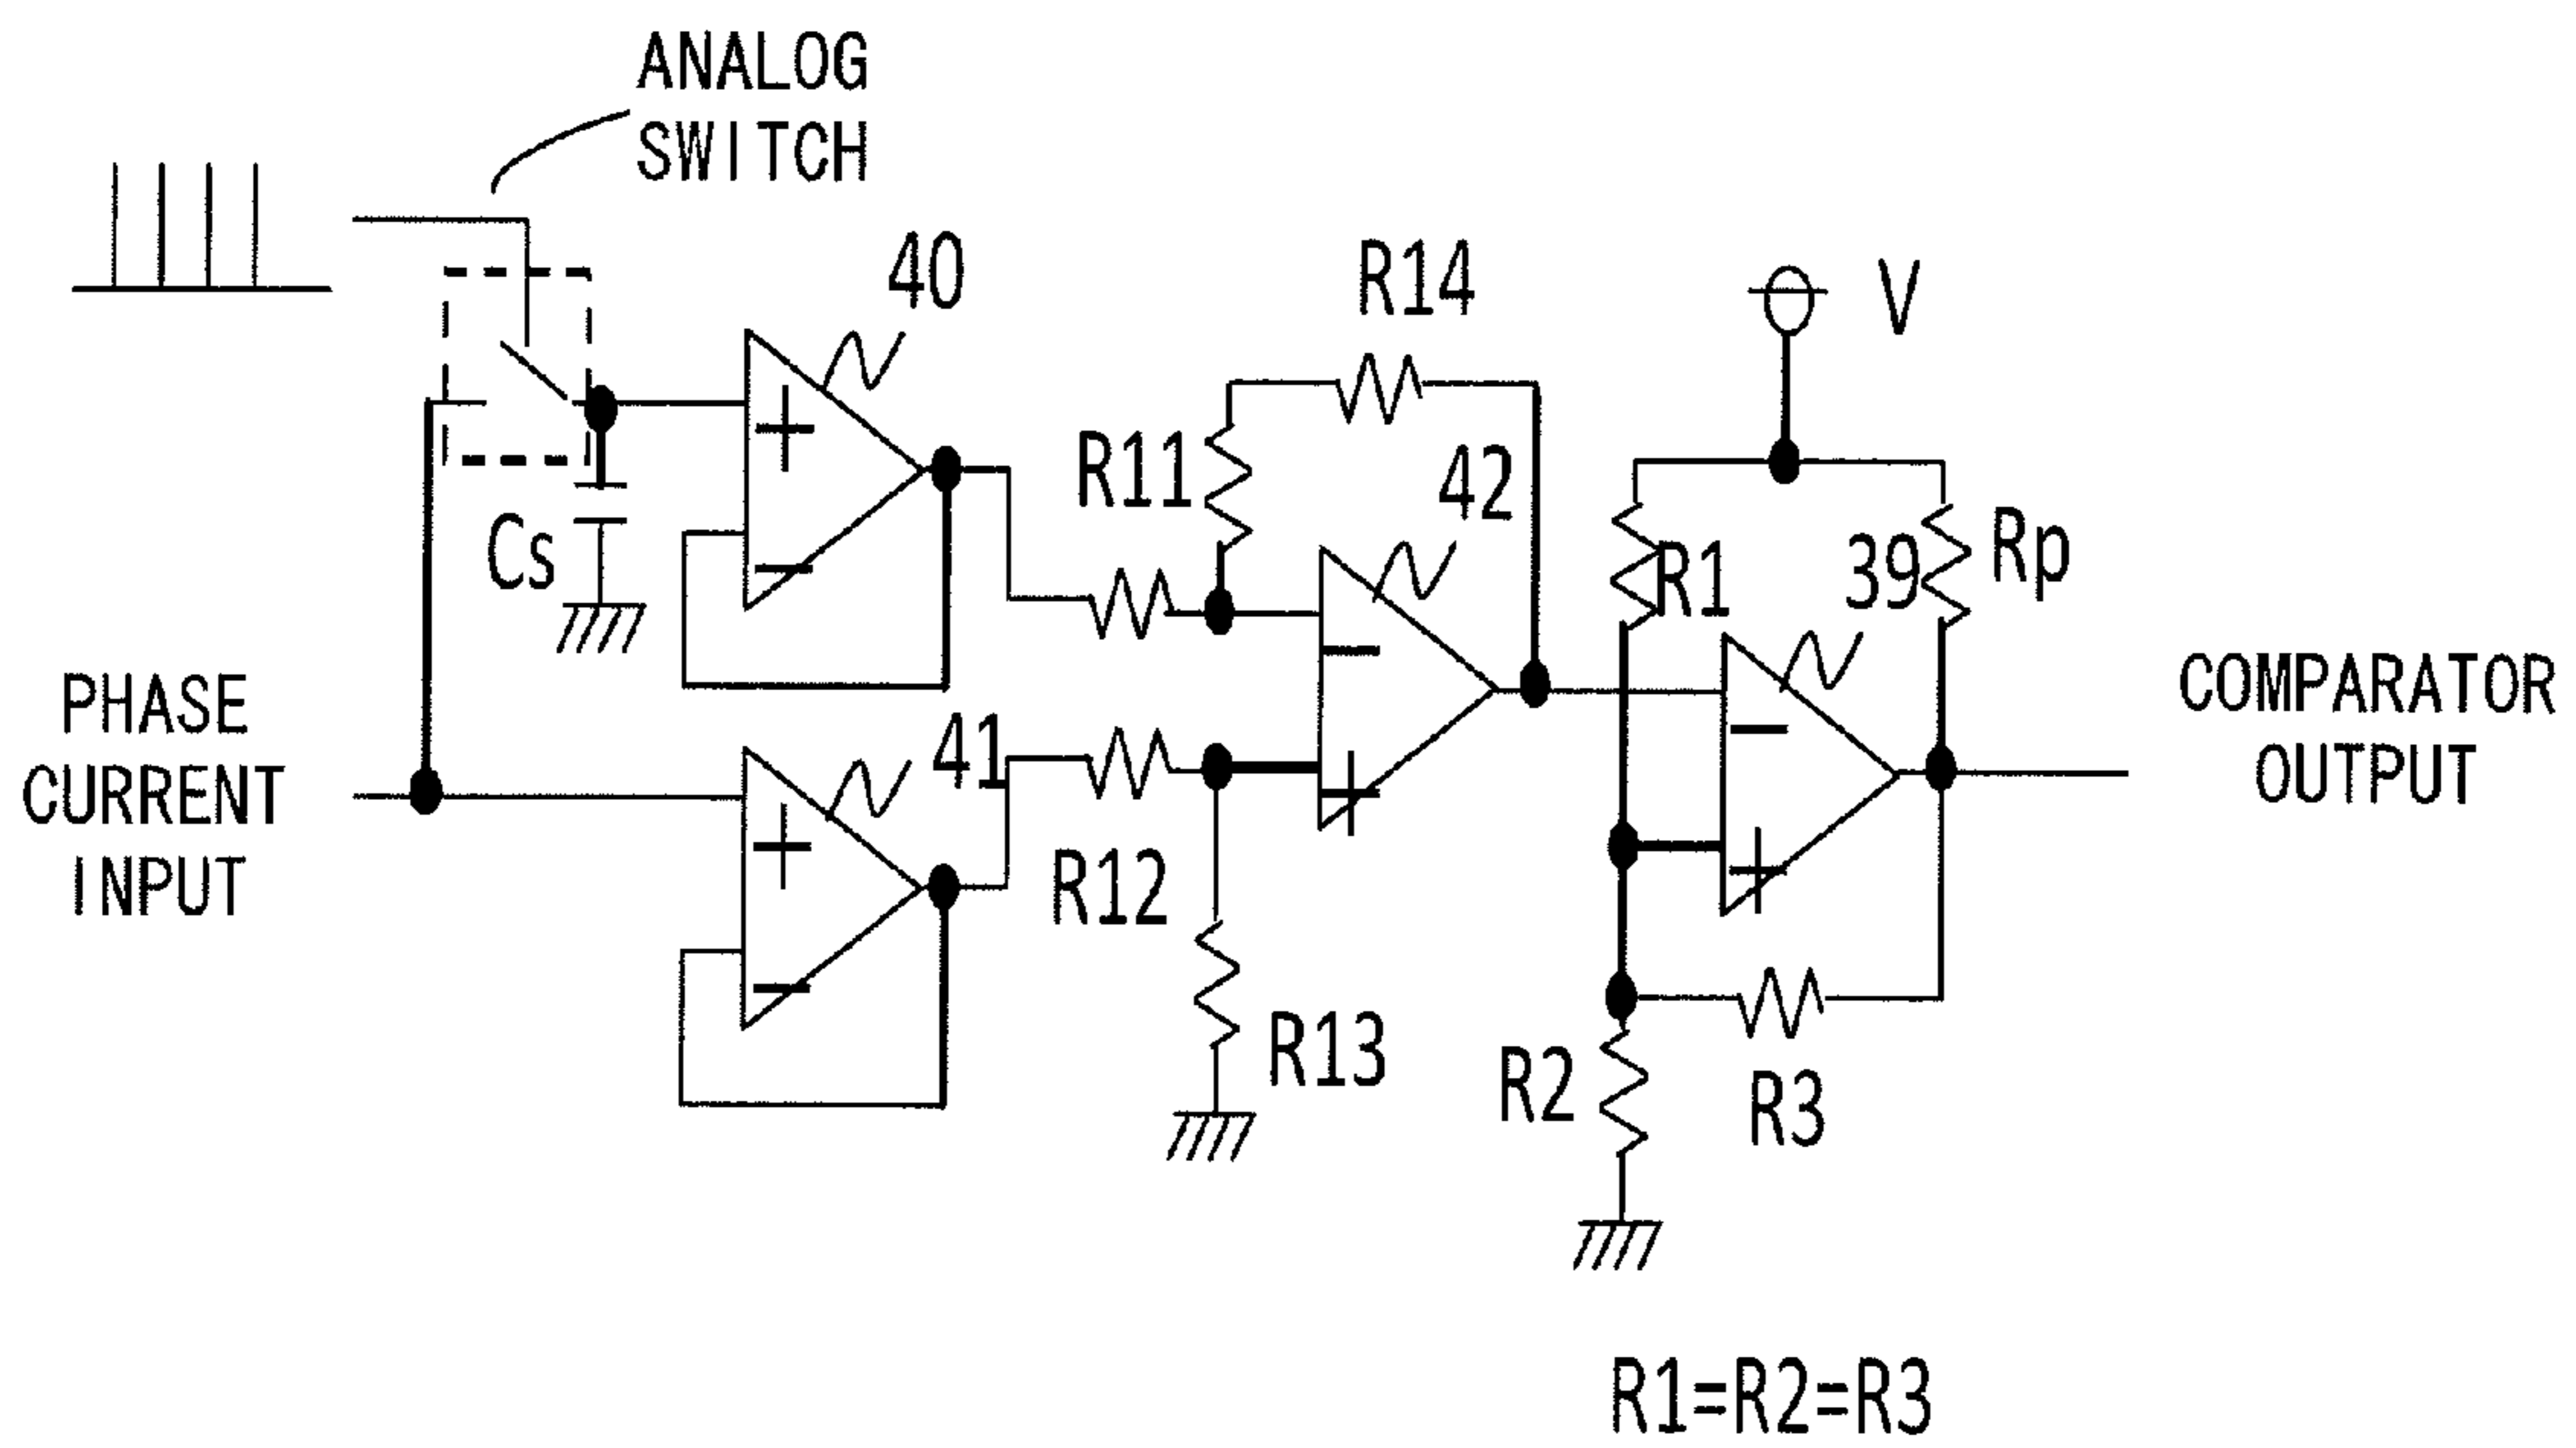 ANALOG
SWITCH
40
R14
V
R11
42
Cs
R1
39
Rp
PHASE
CURRENT
INPUT
41
COMPARATOR
OUTPUT
R12
R13
R2
R3
R1=R2=R3